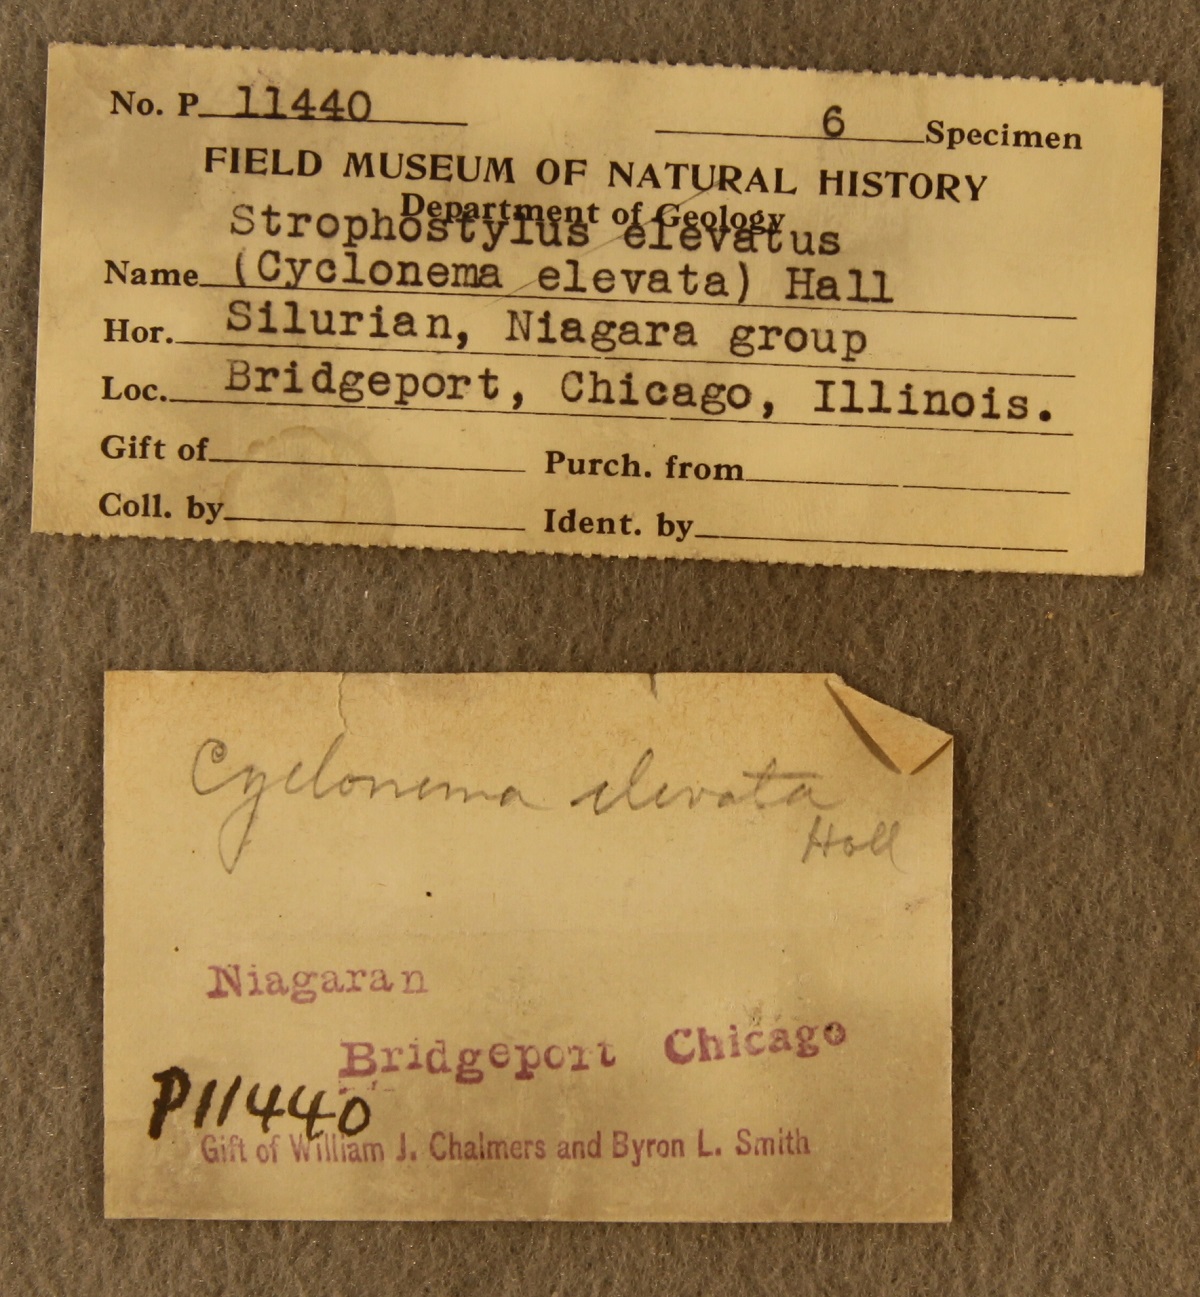 No. P 11440 6 Specimen
FIELD MUSEUM OF NATURAL HISTORY
Department of Geology
Strophostylus elevatus
Name (Cyclonema elevata) Hall
Hor. Silurian, Niagara group
Loc. Bridgeport, Chicago, Illinois.
Gift of Purch. from
Coll. by Ident. by
Cyclonema elevata
Hall
Niagaran
Bridgeport Chicago
P11440
Gift of William J. Chalmers and Byron L. Smith